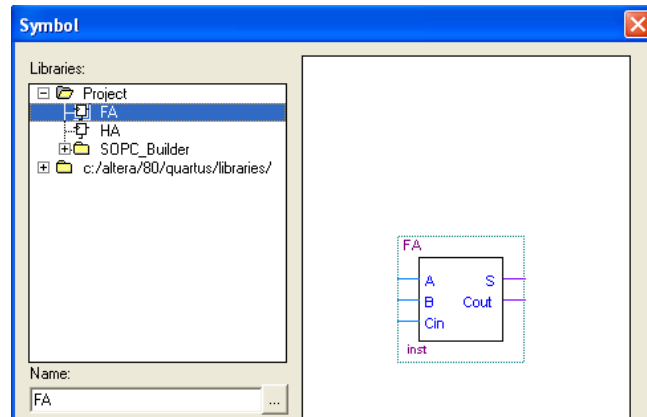 Symbol
Libraries:
Project
FA
HA
SOPC_Builder
c:/altera/80/quartus/libraries/
Name:
FA
...
FA
A S
B Cout
Cin
inst